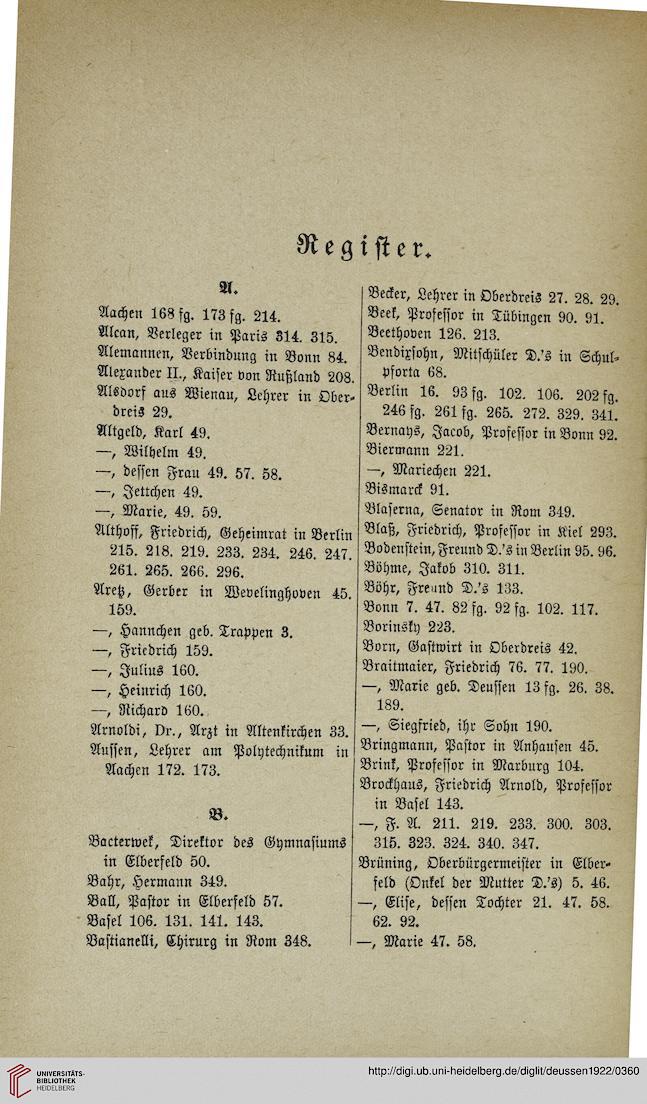 Register.
A.
Aachen 168 fg. 173 fg. 214.
Alcan, Verleger in Paris 314. 315.
Alemannen, Verbindung in Bonn 84.
Alexander II., Kaiser von Rußland 208.
Alsdorf aus Wienau, Lehrer in Ober-
dreis 29.
Altgeld, Karl 49.
—, Wilhelm 49.
—, dessen Frau 49. 57. 58.
—, Jettchen 49.
—, Marie, 49. 59.
Althoff, Friedrich, Geheimrat in Berlin
215. 218. 219. 233. 234. 246. 247.
261. 265. 266. 296.
Aretz, Gerber in Wevelinghoven 45.
159.
—, Hannchen geb. Trappen 3.
—, Friedrich 159.
—, Julius 160.
—, Heinrich 160.
—, Richard 160.
Arnoldi, Dr., Arzt in Altenkirchen 33.
Aussen, Lehrer am Polytechnikum in
Aachen 172. 173.
B.
Bacterwek, Direktor des Gymnasiums
in Elberfeld 50.
Bahr, Hermann 349.
Ball, Pastor in Elberfeld 57.
Basel 106. 131. 141. 143.
Bastianelli, Chirurg in Rom 348.
Becker, Lehrer in Oberdreis 27. 28. 29.
Beek, Professor in Tübingen 90. 91.
Beethoven 126. 213.
Bendixsohn, Mitschüler D.'s in Schul-
pforta 68.
Berlin 16. 93 fg. 102. 106. 202 fg.
246 fg. 261 fg. 265. 272. 329. 341.
Bernays, Jacob, Professor in Bonn 92.
Biermann 221.
—, Mariechen 221.
Bismarck 91.
Blaserna, Senator in Rom 349.
Blaß, Friedrich, Professor in Kiel 293.
Bodenstein, Freund D.'s in Berlin 95. 96.
Böhme, Jakob 310. 311.
Böhr, Freund D.'s 133.
Bonn 7. 47. 82 fg. 92 fg. 102. 117.
Borinsky 223.
Born, Gastwirt in Oberdreis 42.
Braitmaier, Friedrich 76. 77. 190.
—, Marie geb. Deussen 13 fg. 26. 38.
189.
—, Siegfried, ihr Sohn 190.
Bringmann, Pastor in Anhausen 45.
Brink, Professor in Marburg 104.
Brockhaus, Friedrich Arnold, Professor
in Basel 143.
—, F. A. 211. 219. 233. 300. 303.
315. 323. 324. 340. 347.
Brüning, Oberbürgermeister in Elber-
feld (Onkel der Mutter D.'s) 5. 46.
—, Elise, dessen Tochter 21. 47. 58.
62. 92.
—, Marie 47. 58.
UNIVERSITÄTS-
BIBLIOTHEK
HEIDELBERG
http://digi.ub.uni-heidelberg.de/diglit/deussen1922/0360